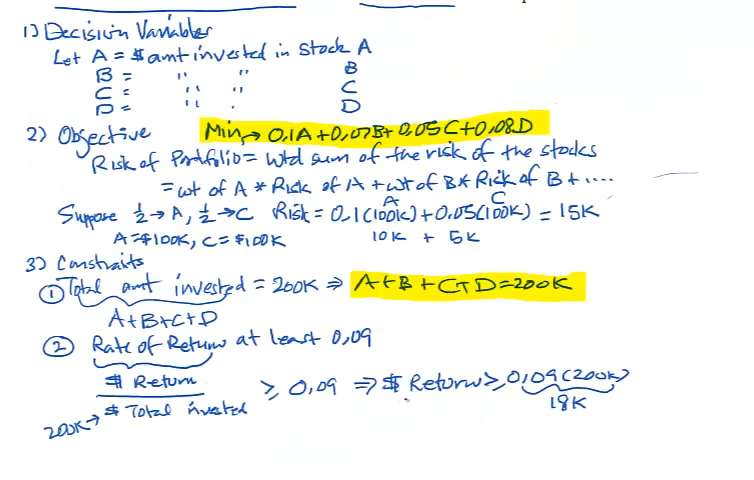 1) Decision Variables
Let A = $ amt invested in Stock A
B = " " B
C = " " C
D = " " D
2) Objective Min → 0.1A + 0.07B + 0.05C + 0.08D
Risk of Portfolio = wtd sum of the risk of the stocks
= wt of A * Risk of A + wt of B * Risk of B + ....
Suppose ½ → A, ½ → C Risk = 0.1(100k) + 0.05(100k) = 15K
A C
A = $100K, C = $100K 10K + 5K
3) Constraints
① Total amt invested = 200K ⇒ A + B + C + D = 200K
A + B + C + D
② Rate of Return at least 0.09
$ Return ≥ 0.09 ⇒ $ Return ≥ 0.09(200k)
200K → $ Total invested 18K